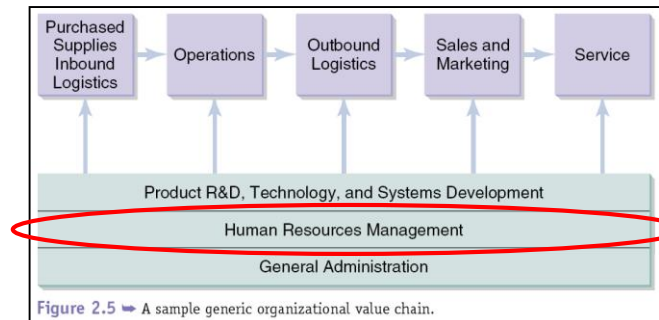 Purchased
Supplies
Inbound
Logistics
Operations
Outbound
Logistics
Sales and
Marketing
Service
Product R&D, Technology, and Systems Development
Human Resources Management
General Administration
Figure 2.5 ➥ A sample generic organizational value chain.